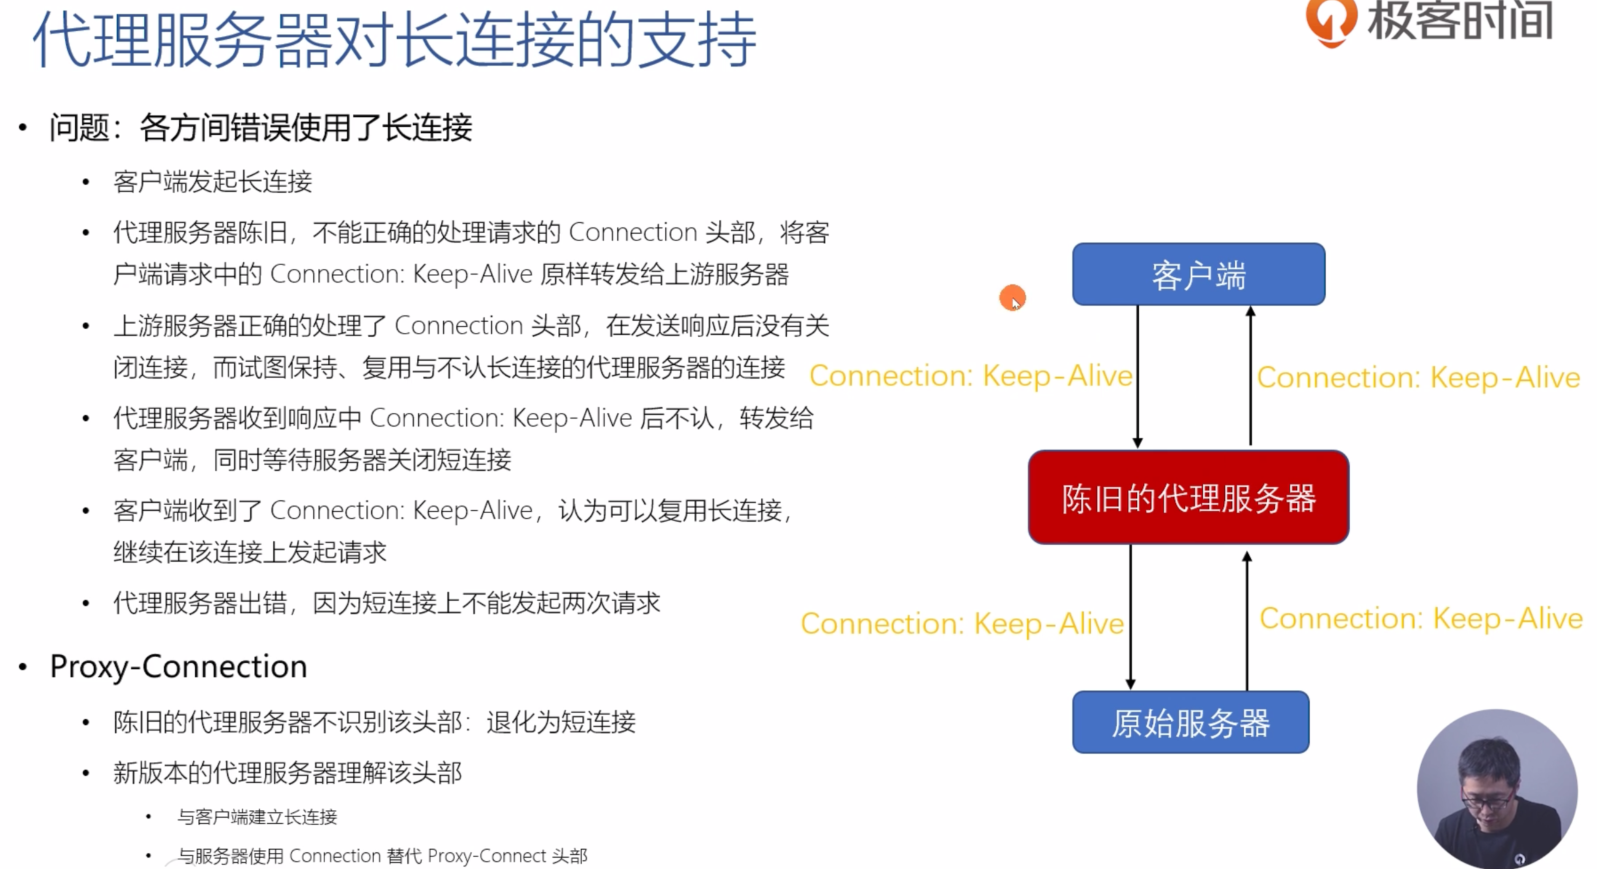 代理服务器对长连接的支持
极客时间
• 问题：各方间错误使用了长连接
• 客户端发起长连接
• 代理服务器陈旧，不能正确的处理请求的 Connection 头部，将客
户端请求中的 Connection: Keep-Alive 原样转发给上游服务器
• 上游服务器正确的处理了 Connection 头部，在发送响应后没有关
闭连接，而试图保持、复用与不认长连接的代理服务器的连接
• 代理服务器收到响应中 Connection: Keep-Alive 后不认，转发给
客户端，同时等待服务器关闭短连接
• 客户端收到了 Connection: Keep-Alive，认为可以复用长连接，
继续在该连接上发起请求
• 代理服务器出错，因为短连接上不能发起两次请求
• Proxy-Connection
• 陈旧的代理服务器不识别该头部：退化为短连接
• 新版本的代理服务器理解该头部
• 与客户端建立长连接
• 与服务器使用 Connection 替代 Proxy-Connect 头部
客户端
Connection: Keep-Alive
Connection: Keep-Alive
陈旧的代理服务器
Connection: Keep-Alive
Connection: Keep-Alive
原始服务器